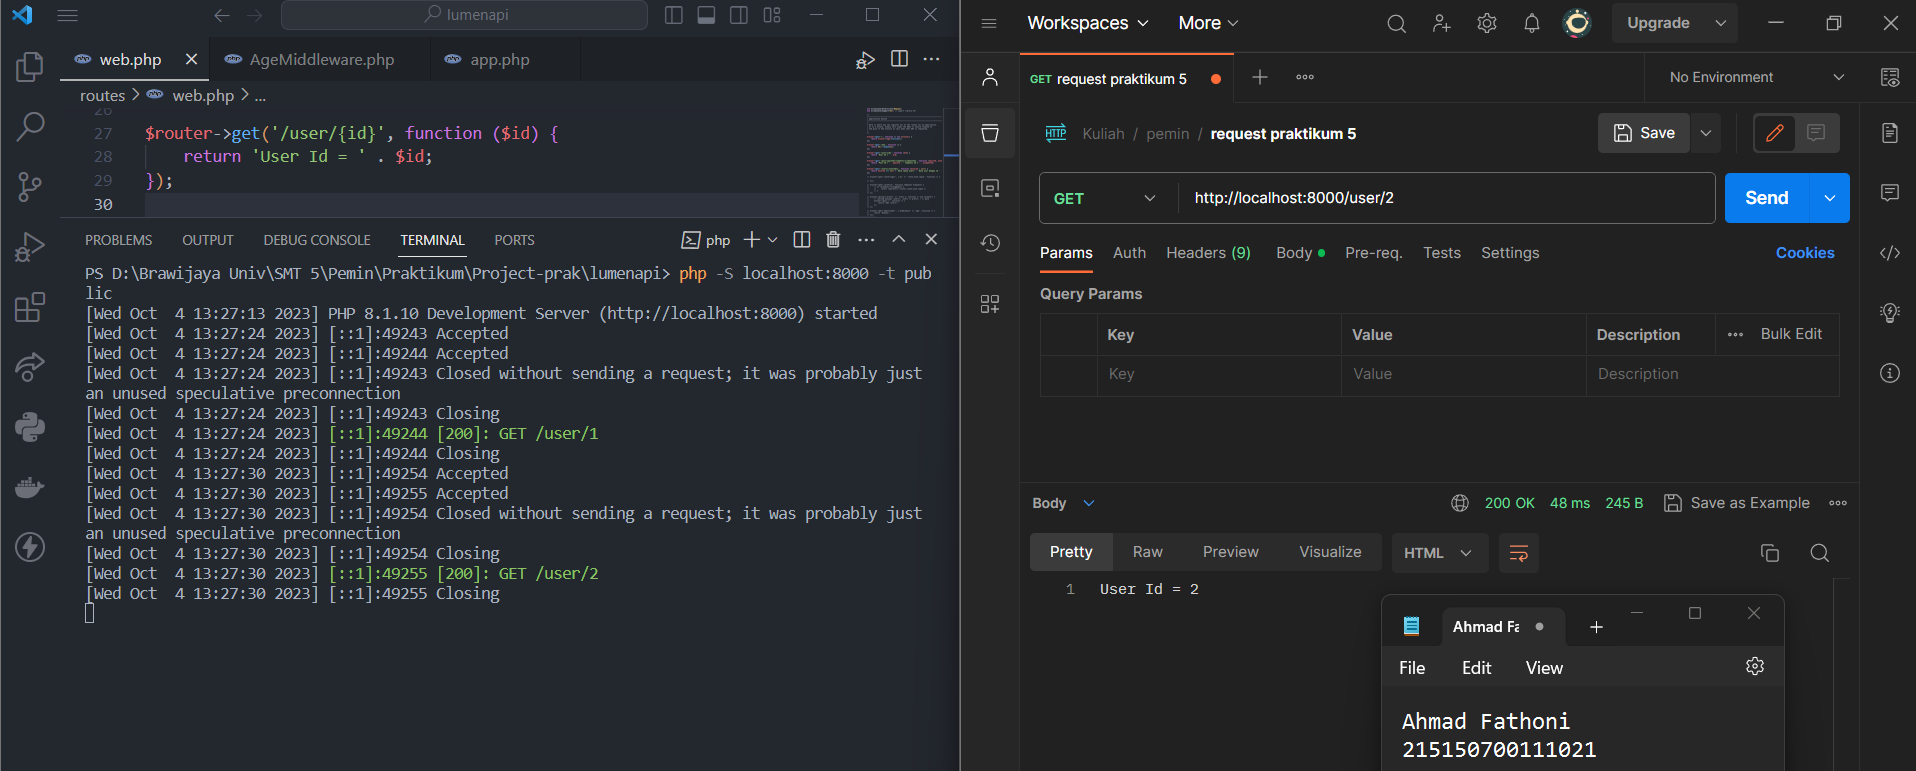 lumenapi
web.php
AgeMiddleware.php
app.php
routes > web.php > ...
26
27 $router->get('/user/{id}', function ($id) {
28 return 'User Id = ' . $id;
29 });
30
PROBLEMS OUTPUT DEBUG CONSOLE TERMINAL PORTS
php
PS D:\Brawijaya Univ\SMT 5\Pemin\Praktikum\Project-prak\lumenapi> php -S localhost:8000 -t pub
lic
[Wed Oct  4 13:27:13 2023] PHP 8.1.10 Development Server (http://localhost:8000) started
[Wed Oct  4 13:27:24 2023] [::1]:49243 Accepted
[Wed Oct  4 13:27:24 2023] [::1]:49244 Accepted
[Wed Oct  4 13:27:24 2023] [::1]:49243 Closed without sending a request; it was probably just
an unused speculative preconnection
[Wed Oct  4 13:27:24 2023] [::1]:49243 Closing
[Wed Oct  4 13:27:24 2023] [::1]:49244 [200]: GET /user/1
[Wed Oct  4 13:27:24 2023] [::1]:49244 Closing
[Wed Oct  4 13:27:30 2023] [::1]:49254 Accepted
[Wed Oct  4 13:27:30 2023] [::1]:49255 Accepted
[Wed Oct  4 13:27:30 2023] [::1]:49254 Closed without sending a request; it was probably just
an unused speculative preconnection
[Wed Oct  4 13:27:30 2023] [::1]:49254 Closing
[Wed Oct  4 13:27:30 2023] [::1]:49255 [200]: GET /user/2
[Wed Oct  4 13:27:30 2023] [::1]:49255 Closing
Workspaces More Upgrade
GET request praktikum 5
No Environment
HTTP Kuliah / pemin / request praktikum 5
Save
GET http://localhost:8000/user/2 Send
Params Auth Headers (9) Body Pre-req. Tests Settings Cookies
Query Params
Key Value Description Bulk Edit
Key Value Description
Body 200 OK 48 ms 245 B Save as Example
Pretty Raw Preview Visualize HTML
1 User Id = 2
Ahmad Fa
File Edit View
Ahmad Fathoni
215150700111021